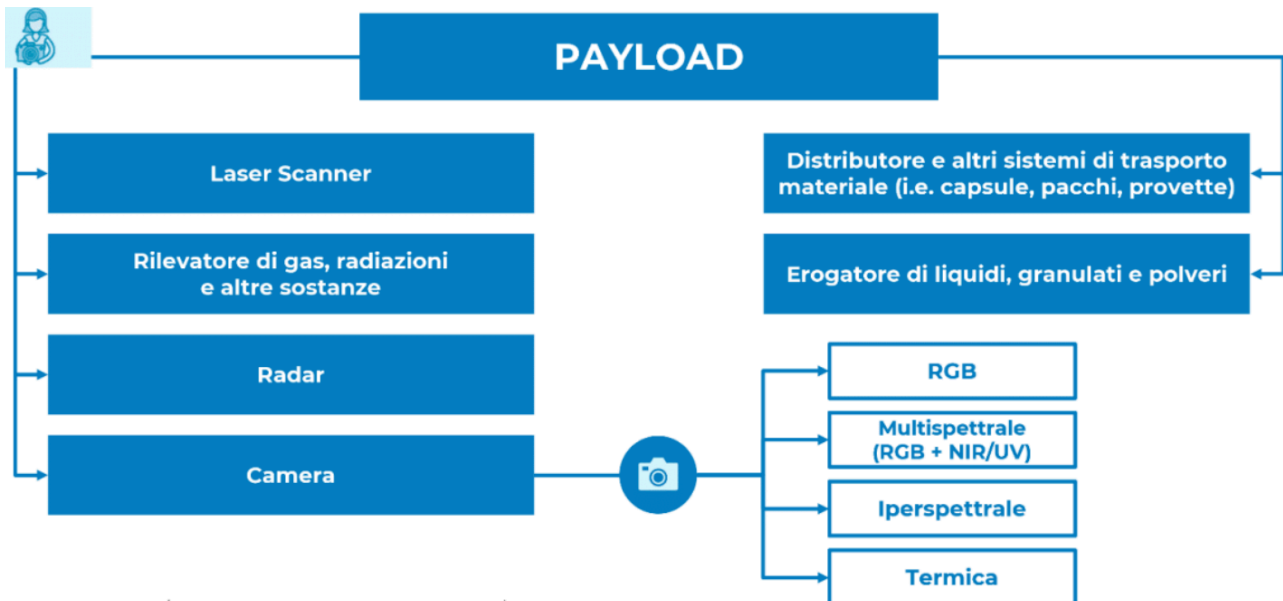 PAYLOAD
Laser Scanner
Rilevatore di gas, radiazioni
e altre sostanze
Radar
Camera
Distributore e altri sistemi di trasporto
materiale (i.e. capsule, pacchi, provette)
Erogatore di liquidi, granulati e polveri
RGB
Multispettrale
(RGB + NIR/UV)
Iperspettrale
Termica